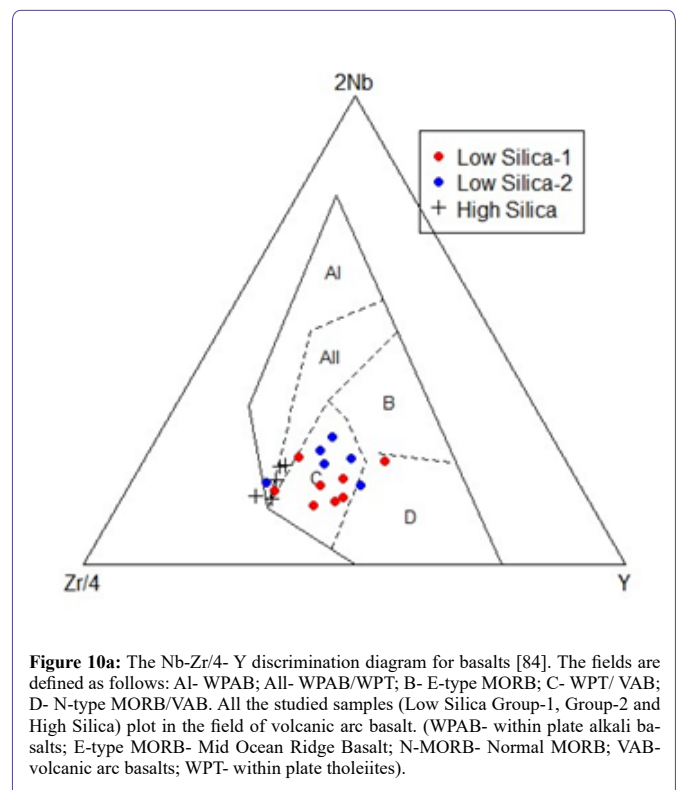 2Nb
Low Silica-1
Low Silica-2
High Silica
AI
AII
B
C
D
Zr/4
Y
Figure 10a: The Nb-Zr/4- Y discrimination diagram for basalts [84]. The fields are
defined as follows: Al- WPAB; All- WPAB/WPT; B- E-type MORB; C- WPT/ VAB;
D- N-type MORB/VAB. All the studied samples (Low Silica Group-1, Group-2 and
High Silica) plot in the field of volcanic arc basalt. (WPAB- within plate alkali ba-
salts; E-type MORB- Mid Ocean Ridge Basalt; N-MORB- Normal MORB; VAB-
volcanic arc basalts; WPT- within plate tholeiites).